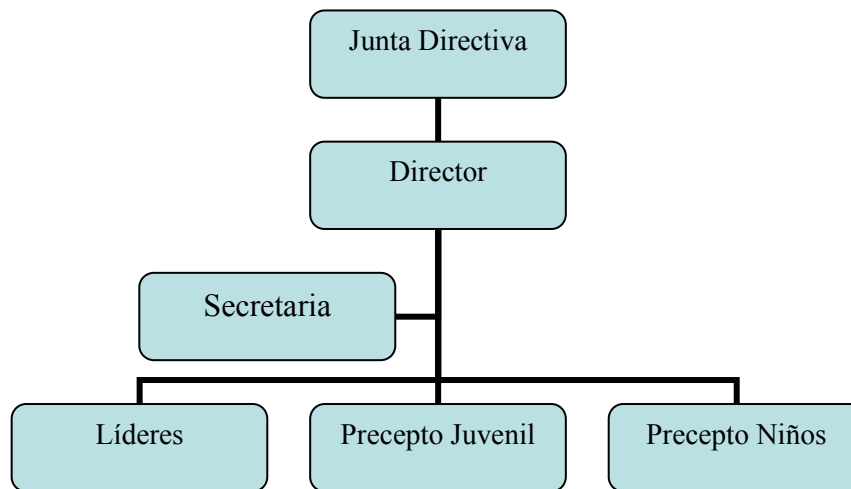 Junta Directiva
Director
Secretaria
Líderes
Precepto Juvenil
Precepto Niños